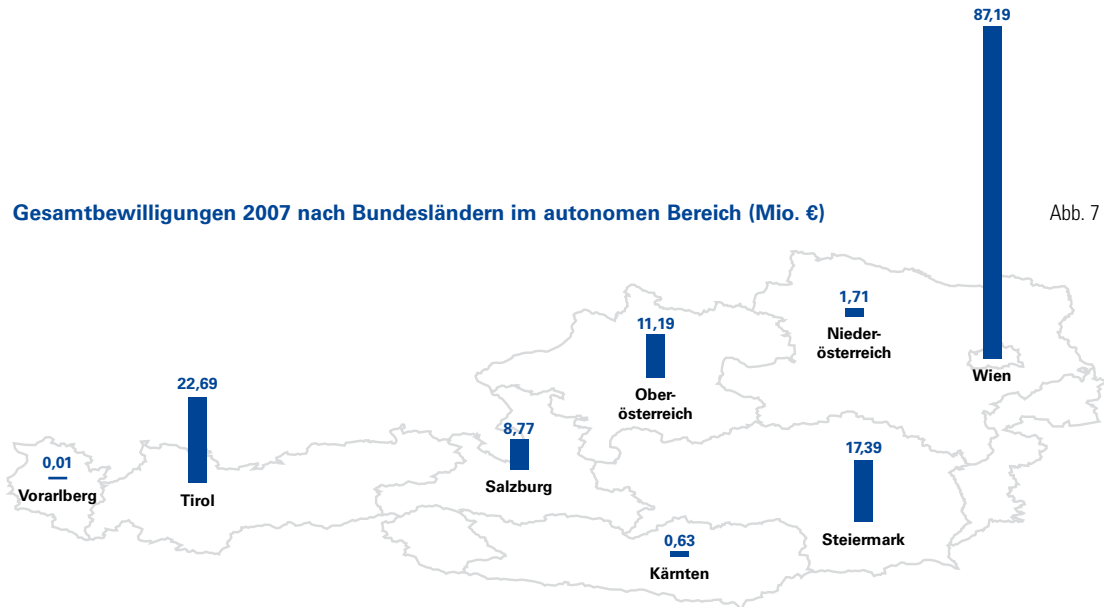 87,19
Gesamtbewilligungen 2007 nach Bundesländern im autonomen Bereich (Mio. €)
Abb. 7
1,71
Nieder-
österreich
11,19
Ober-
österreich
Wien
22,69
Tirol
8,77
Salzburg
17,39
Steiermark
0,01
Vorarlberg
0,63
Kärnten